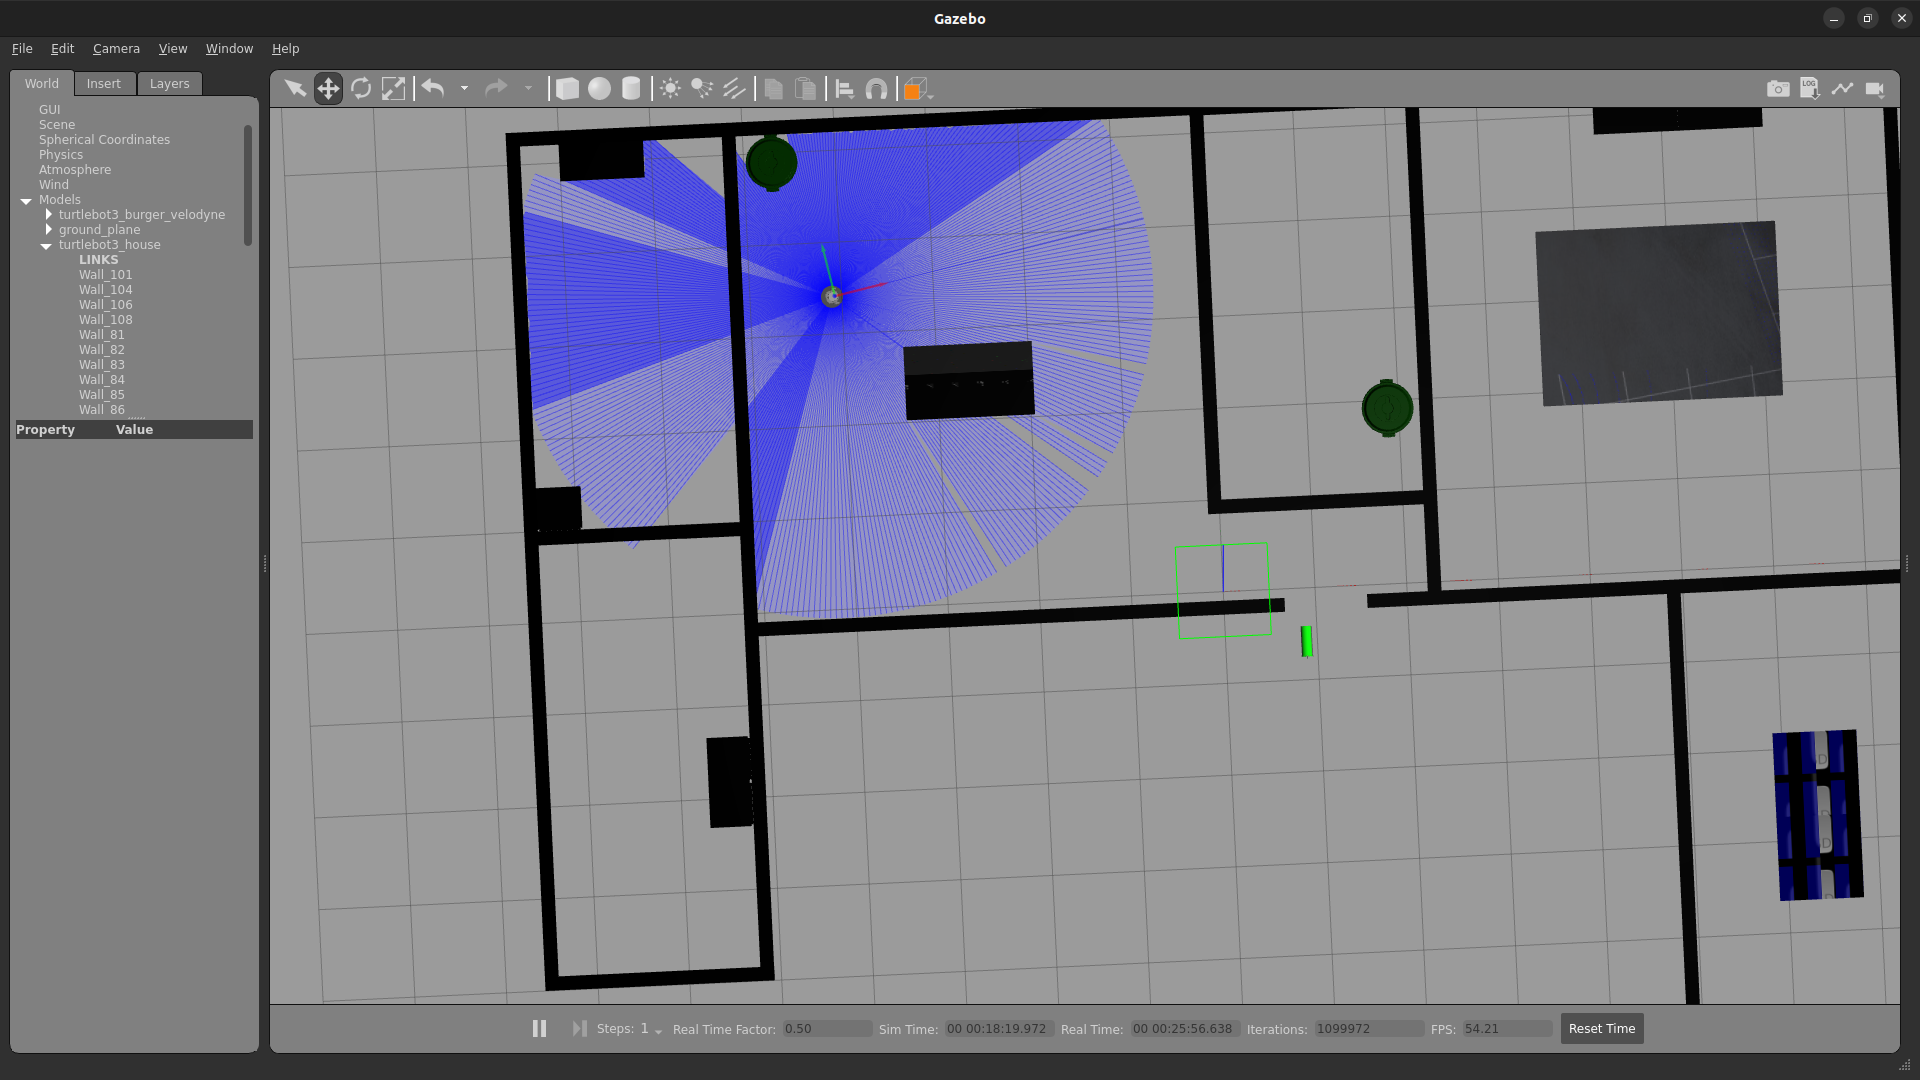 Gazebo
File Edit Camera View Window Help
World Insert Layers
GUI
Scene
Spherical Coordinates
Physics
Atmosphere
Wind
Models
turtlebot3_burger_velodyne
ground_plane
turtlebot3_house
LINKS
Wall_101
Wall_104
Wall_106
Wall_108
Wall_81
Wall_82
Wall_83
Wall_84
Wall_85
Wall_86
Property Value
LOG
Steps: 1 Real Time Factor: 0.50 Sim Time: 00 00:18:19.972 Real Time: 00 00:25:56.638 Iterations: 1099972 FPS: 54.21 Reset Time